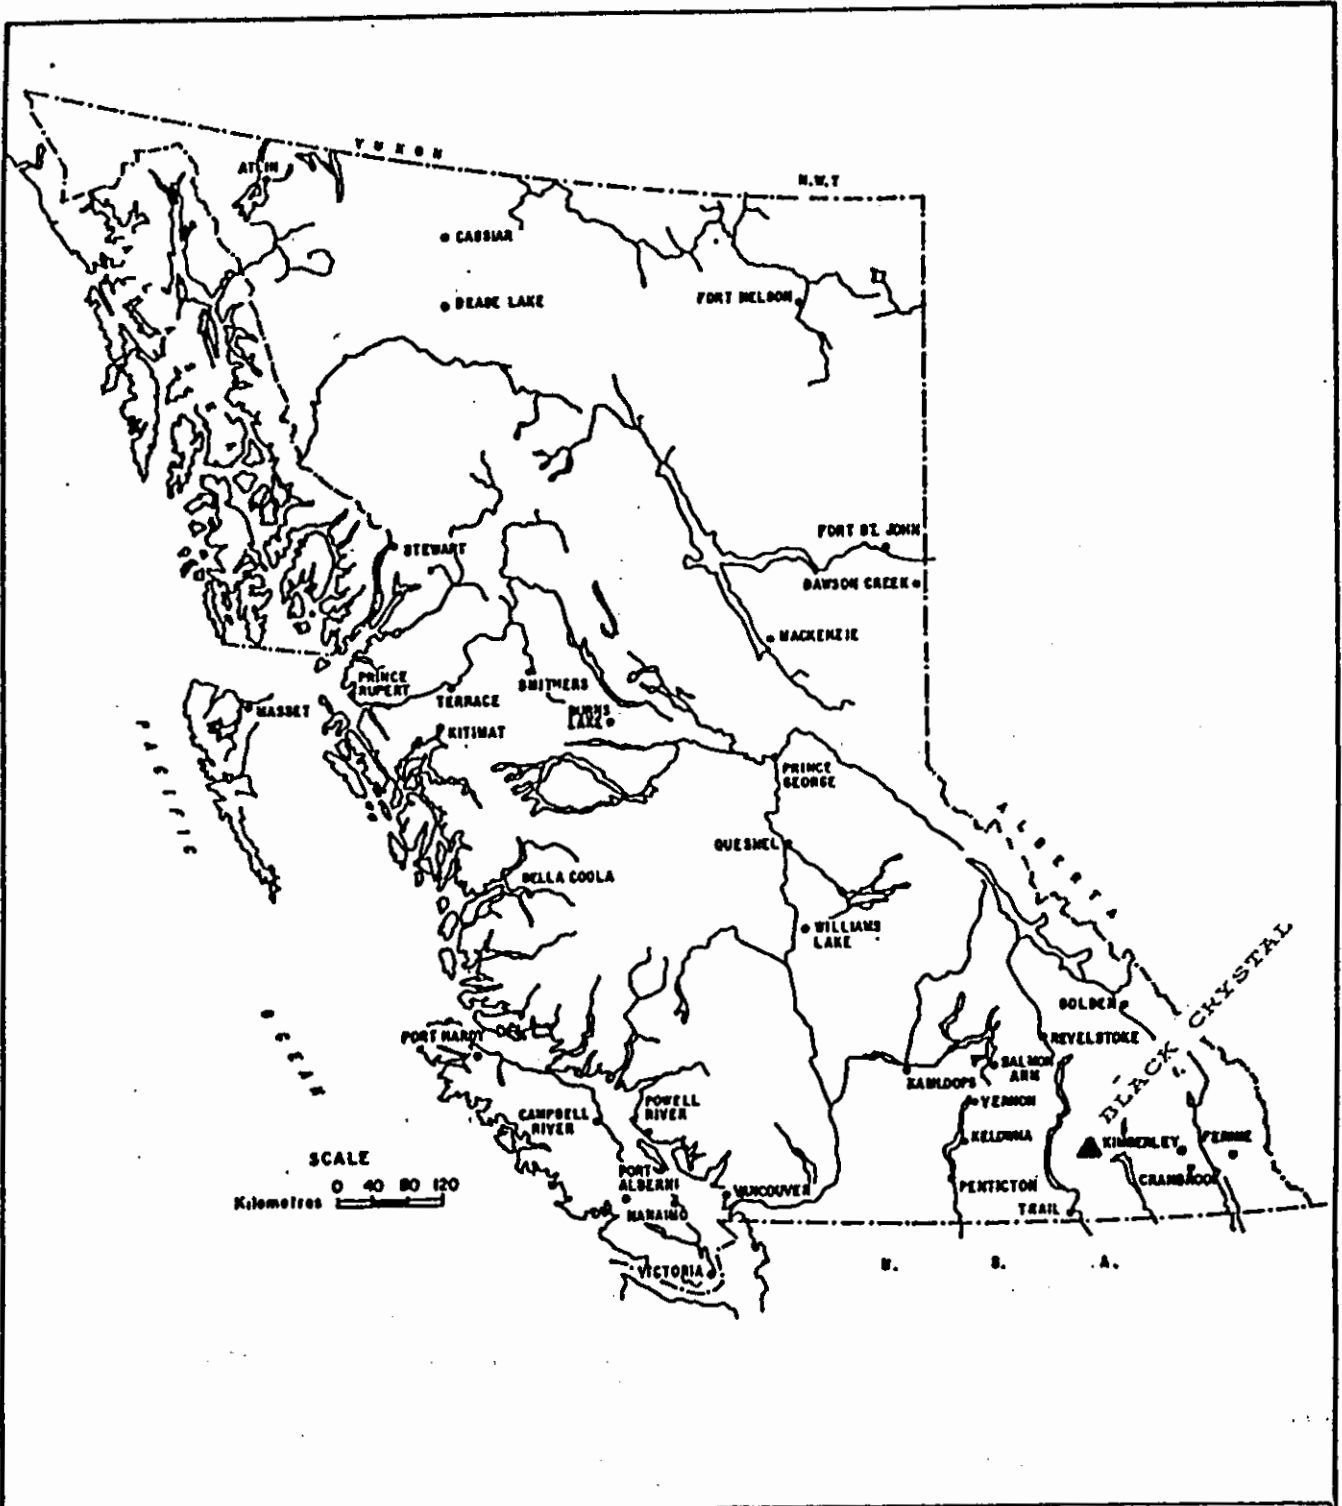 YUKON
N.W.T
ATLIN
CASSIAR
DEASE LAKE
FORT NELSON
STEWART
FORT ST. JOHN
DAWSON CREEK
MACKENZIE
PRINCE
RUPERT
TERRACE
SMITHERS
BURNS
LAKE
MASSET
KITIMAT
PACIFIC
PRINCE
GEORGE
ALBERTA
QUESNEL
BELLA COOLA
WILLIAMS
LAKE
BLACK CRYSTAL
GOLDEN
OCEAN
PORT HARDY
REVELSTOKE
SALMON
ARM
KAMLOOPS
VERNON
POWELL
RIVER
CAMPBELL
RIVER
KELOWNA
KIMBERLEY
FERNIE
SCALE
0 40 80 120
Kilometres
PORT
ALBERNI
VANCOUVER
PENTICTON
CRANBROOK
NANAIMO
TRAIL
VICTORIA
U. S. A.